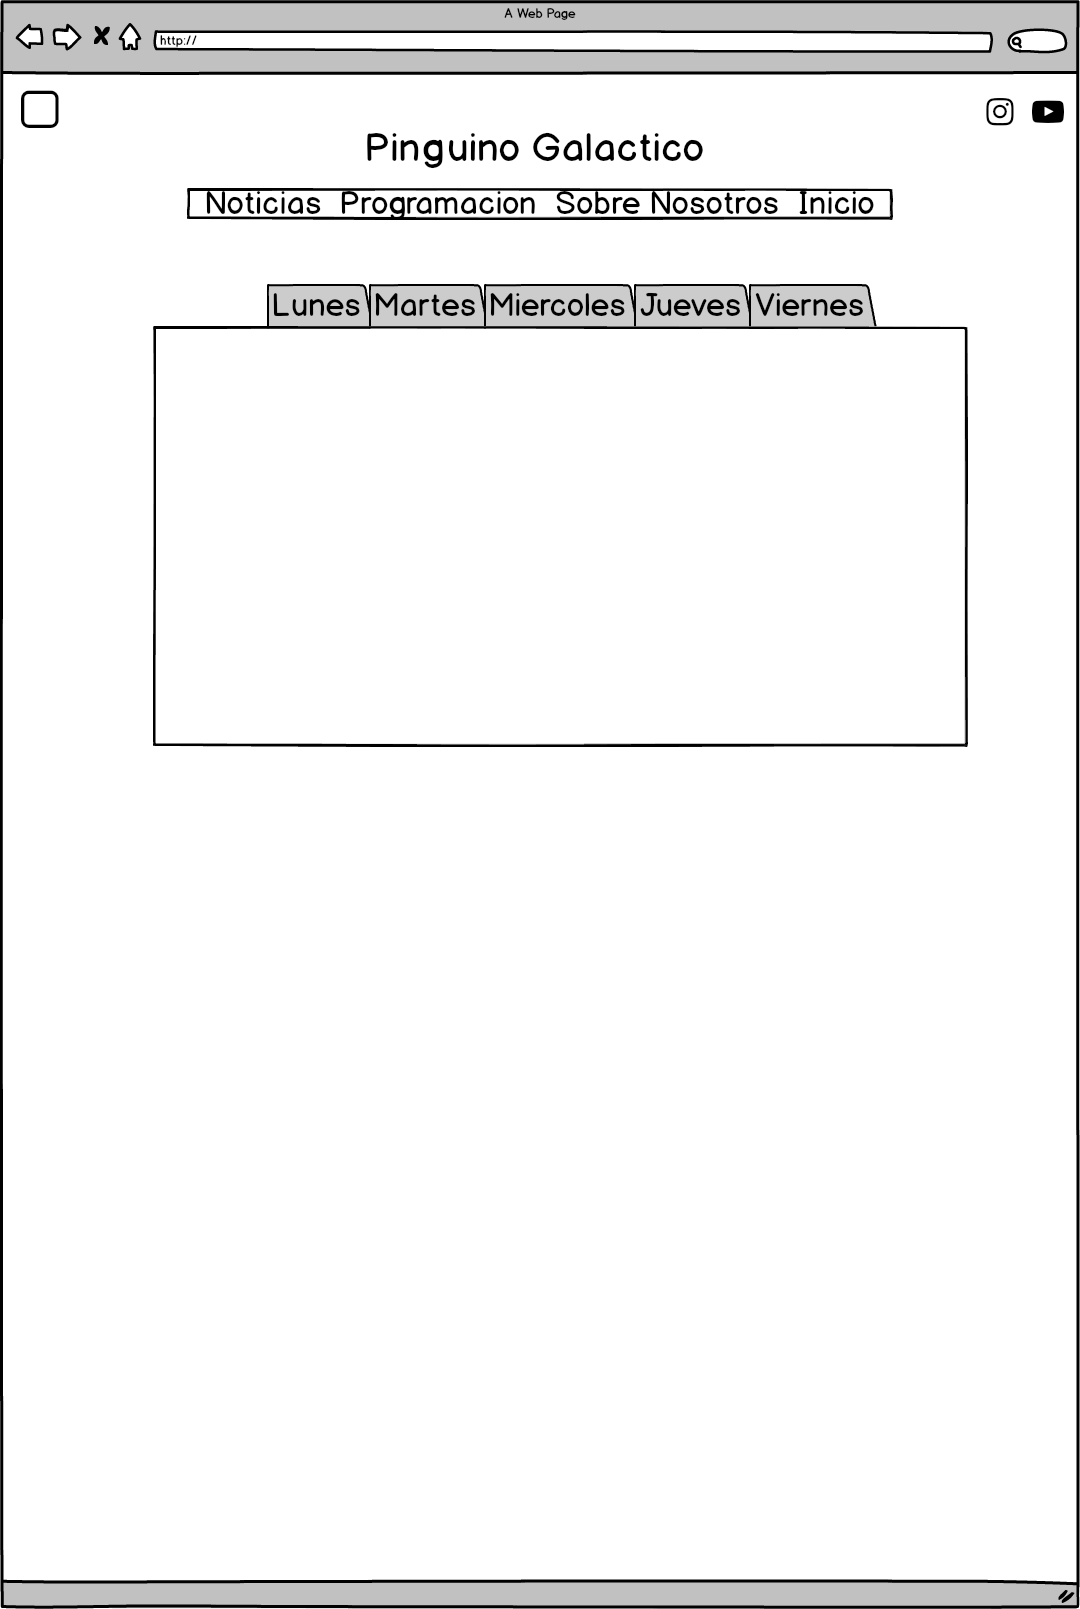 A Web Page
http://
Pinguino Galactico
Noticias Programacion Sobre Nosotros Inicio
Lunes Martes Miercoles Jueves Viernes